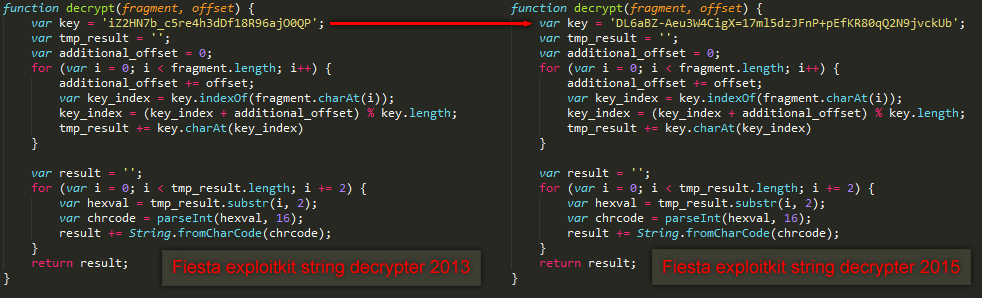 function decrypt(fragment, offset) {
var key = 'iZ2HN7b_c5re4h3dDf18R96ajO0QP';
var tmp_result = '';
var additional_offset = 0;
for (var i = 0; i < fragment.length; i++) {
additional_offset += offset;
var key_index = key.indexOf(fragment.charAt(i));
key_index = (key_index + additional_offset) % key.length;
tmp_result += key.charAt(key_index)
}
var result = '';
for (var i = 0; i < tmp_result.length; i += 2) {
var hexval = tmp_result.substr(i, 2);
var chrcode = parseInt(hexval, 16);
result += String.fromCharCode(chrcode);
}
return result;
}
Fiesta exploitkit string decrypter 2013
function decrypt(fragment, offset) {
var key = 'DL6aBZ-Aeu3W4CigX=17ml5dzJFnP+pEfKR80qQ2N9jvckUb';
var tmp_result = '';
var additional_offset = 0;
for (var i = 0; i < fragment.length; i++) {
additional_offset += offset;
var key_index = key.indexOf(fragment.charAt(i));
key_index = (key_index + additional_offset) % key.length;
tmp_result += key.charAt(key_index)
}
var result = '';
for (var i = 0; i < tmp_result.length; i += 2) {
var hexval = tmp_result.substr(i, 2);
var chrcode = parseInt(hexval, 16);
result += String.fromCharCode(chrcode);
}
return result;
}
Fiesta exploitkit string decrypter 2015